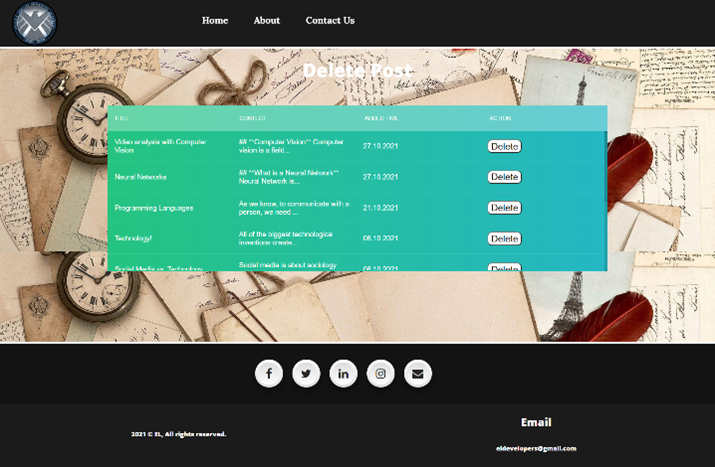 Home About Contact Us
Delete Post
TITLE CONTENT ADDED TIME ACTION
Video analysis with Computer
Vision
## **Computer Vision** Computer
vision is a field...
27.10.2021
Delete
Neural Networks
## **What is a Neural Network**
Neural Network is...
27.10.2021
Delete
Programming Languages
As we know, to communicate with a
person, we need ...
21.10.2021
Delete
Technology!
All of the biggest technological
inventions create...
08.10.2021
Delete
Social Media vs. Technology
Social media is about sociology
08.10.2021
Delete
2021 © EL, All rights reserved.
Email
eldevelopers@gmail.com